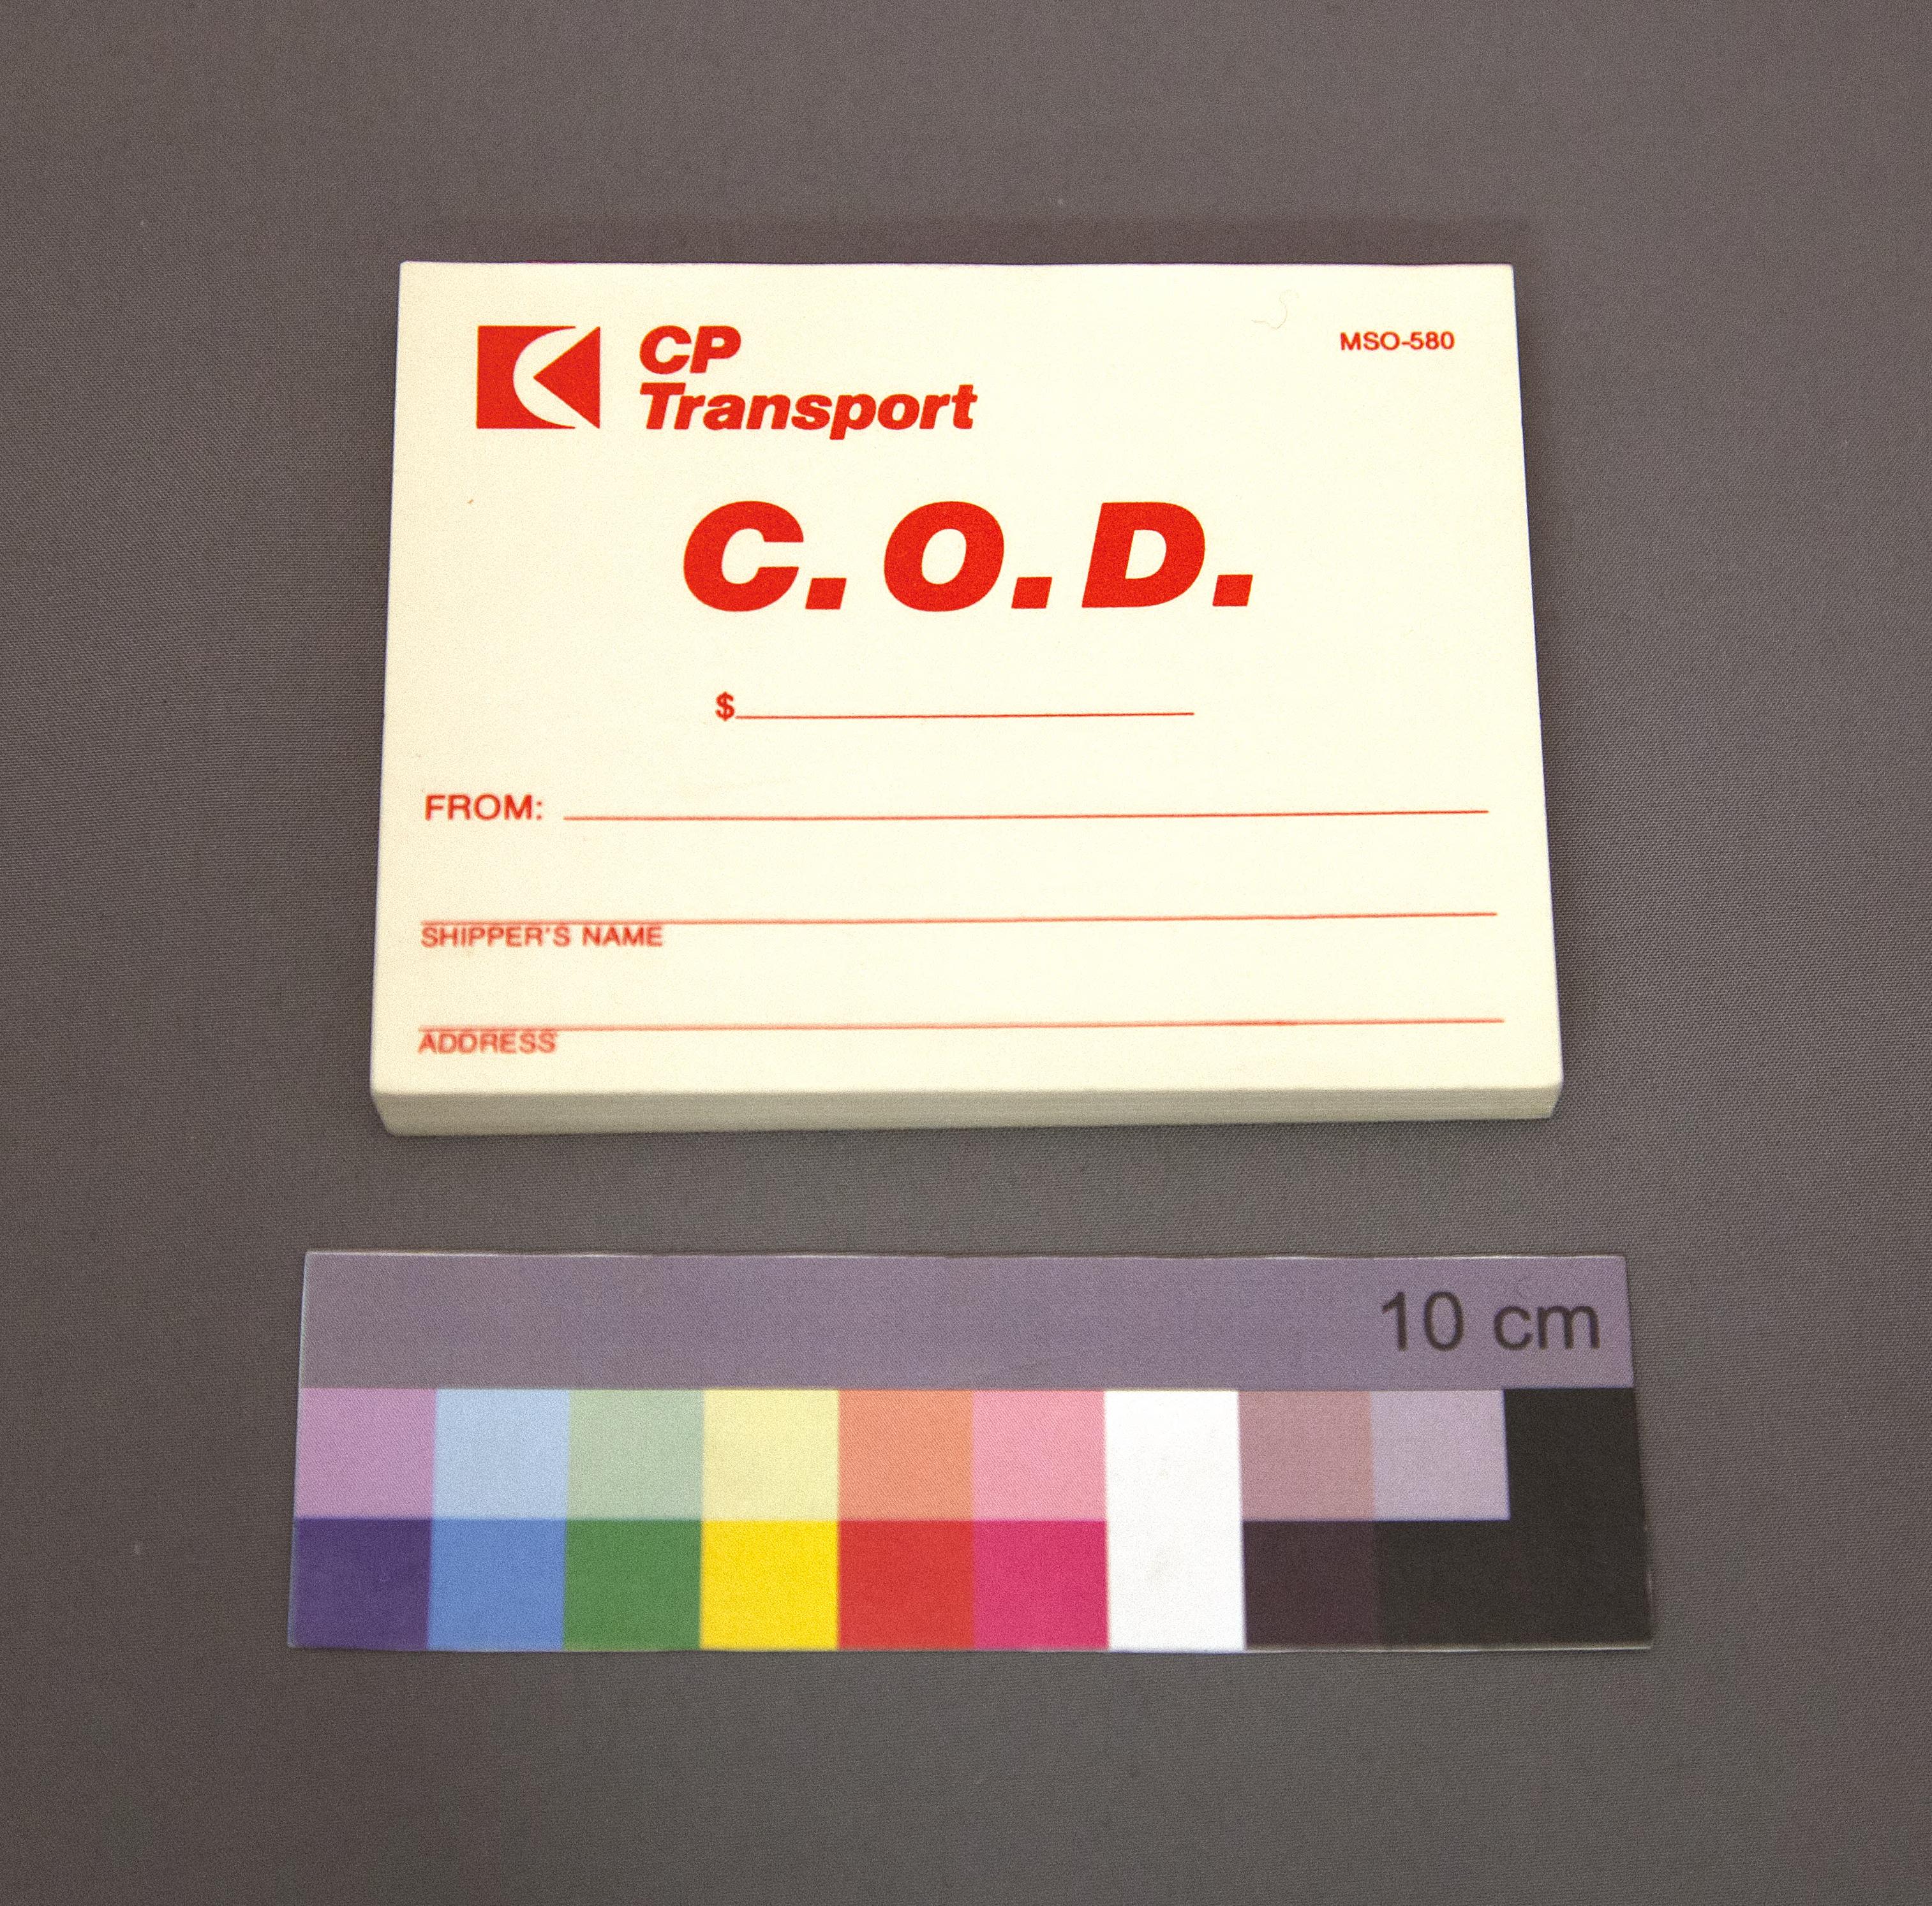 CP
Transport
MSO-580
C.O.D.
$
FROM:
SHIPPER'S NAME
ADDRESS
10 cm